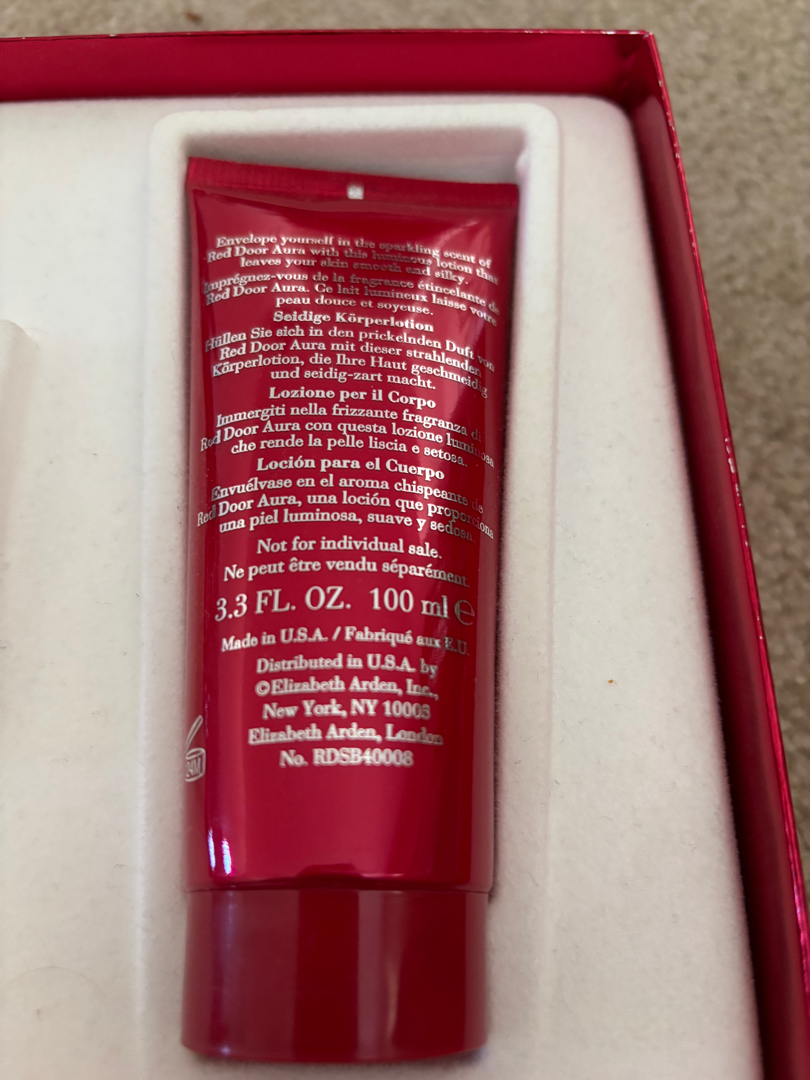 Envelope yourself in the sparkling scent of
Red Door Aura with this luminous lotion that
leaves your skin smooth and silky.
Imprégnez-vous de la fragrance étincelante de
Red Door Aura. Ce lait lumineux laisse votre
peau douce et soyeuse.
Seidige Körperlotion
Hüllen Sie sich in den prickelnden Duft von
Red Door Aura mit dieser strahlenden
Körperlotion, die Ihre Haut geschmeidig
und seidig-zart macht.
Lozione per il Corpo
Immergiti nella frizzante fragranza di
Red Door Aura con questa lozione luminosa
che rende la pelle liscia e setosa.
Loción para el Cuerpo
Envuélvase en el aroma chispeante de
Red Door Aura, una loción que proporciona
una piel luminosa, suave y sedosa.
Not for individual sale.
Ne peut être vendu séparément.
3.3 FL. OZ. 100 ml e
Made in U.S.A. / Fabriqué aux E.U.
Distributed in U.S.A. by
©Elizabeth Arden, Inc.,
New York, NY 10003
Elizabeth Arden, London
No. RDSB40008
24M